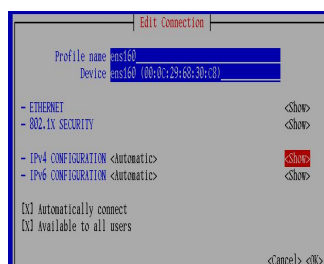 Edit Connection
Profile name ens160
Device ens160 (00:0C:29:68:30:C8)
- ETHERNET <Show>
- 802.1X SECURITY <Show>
- IPv4 CONFIGURATION <Automatic> <Show>
- IPv6 CONFIGURATION <Automatic> <Show>
[X] Automatically connect
[X] Available to all users
<Cancel> <OK>